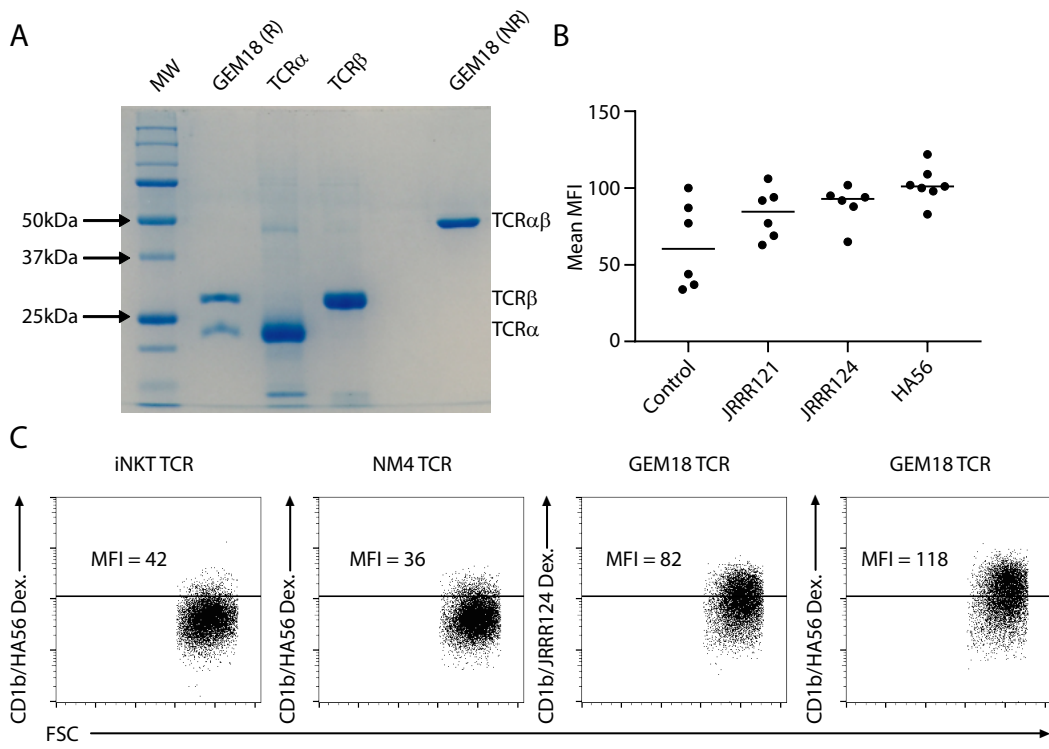 A
MW
GEM18 (R)
TCRα
TCRβ
GEM18 (NR)
50kDa
37kDa
25kDa
TCRαβ
TCRβ
TCRα
B
Mean MFI
150
100
50
0
Control
JRRR121
JRRR124
HA56
C
iNKT TCR
CD1b/HA56 Dex.
MFI = 42
NM4 TCR
CD1b/HA56 Dex.
MFI = 36
GEM18 TCR
CD1b/JRRR124 Dex.
MFI = 82
GEM18 TCR
CD1b/HA56 Dex.
MFI = 118
FSC